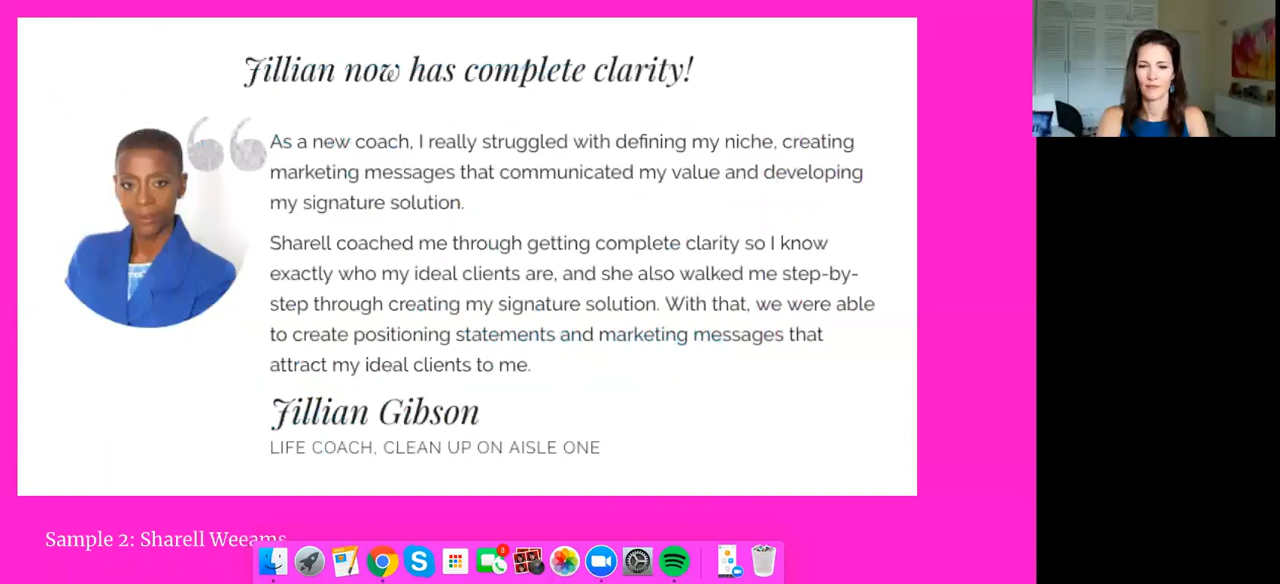 Jillian now has complete clarity!
As a new coach, I really struggled with defining my niche, creating
marketing messages that communicated my value and developing
my signature solution.
Sharell coached me through getting complete clarity so I know
exactly who my ideal clients are, and she also walked me step-by-
step through creating my signature solution. With that, we were able
to create positioning statements and marketing messages that
attract my ideal clients to me.
Jillian Gibson
LIFE COACH, CLEAN UP ON AISLE ONE
Sample 2: Sharell Weeams